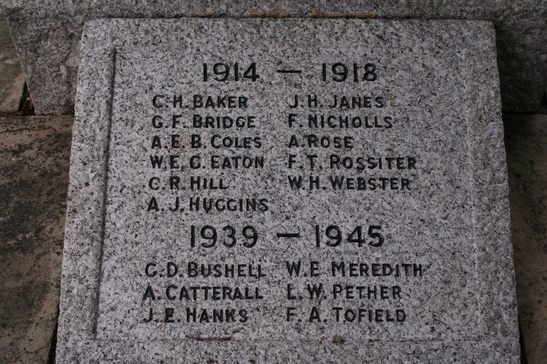 1914 — 1918
C.H. BAKER J.H. JANES
G.F. BRIDGE F. NICHOLLS
A.E.B. COLES A. ROSE
W.E.G. EATON F.T. ROSSITER
C.R. HILL W.H. WEBSTER
A.J. HUGGINS
1939 — 1945
C.D. BUSHELL W.E. MEREDITH
A. CATTERALL L.W. PETHER
J.E. HANKS F.A. TOFIELD